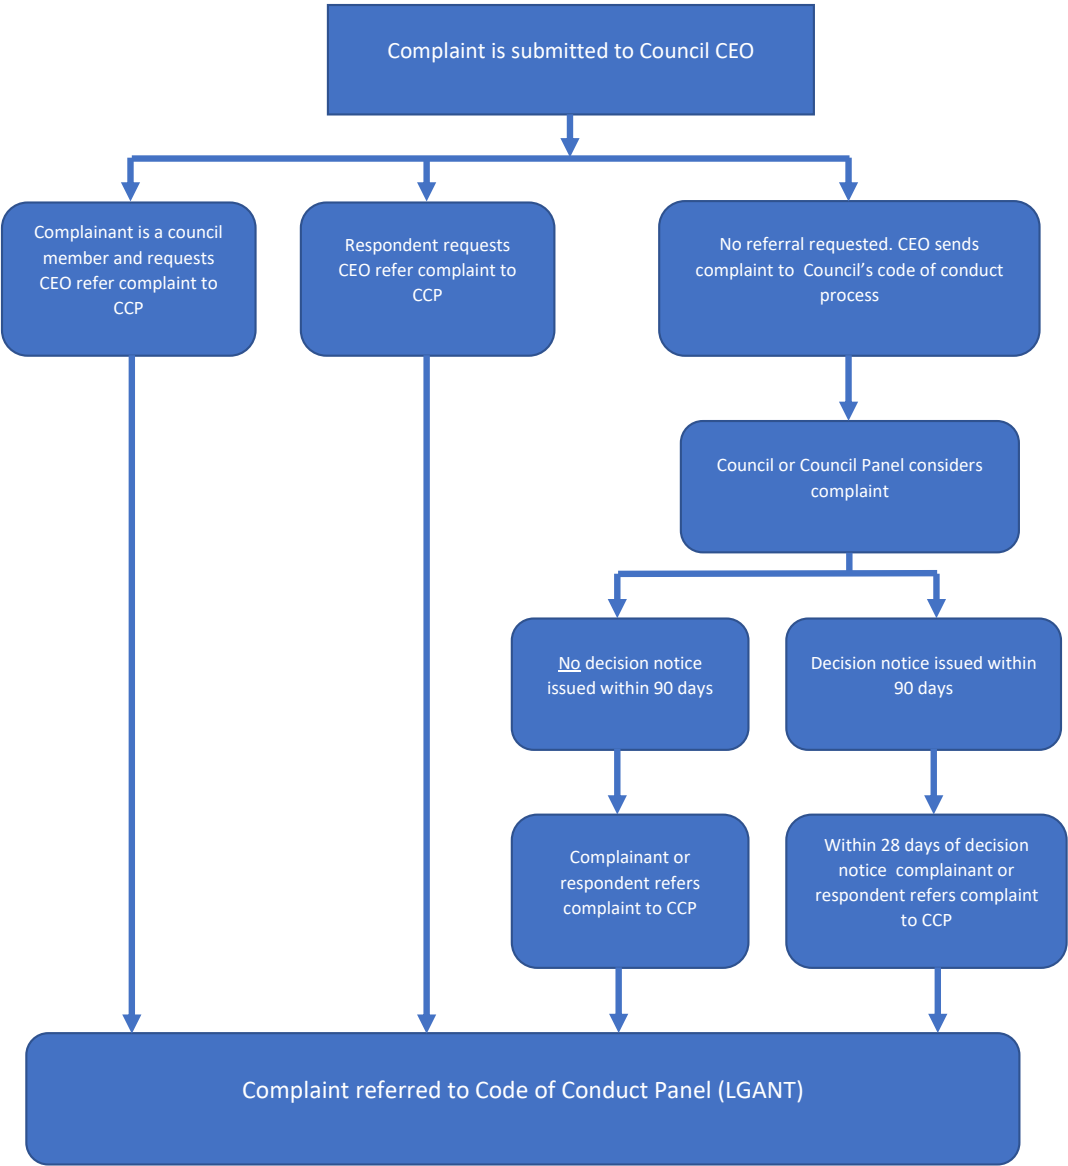 Complaint is submitted to Council CEO
Complainant is a council
member and requests
CEO refer complaint to
CCP
Respondent requests
CEO refer complaint to
CCP
No referral requested. CEO sends
complaint to  Council’s code of conduct
process
Council or Council Panel considers
complaint
No decision notice
issued within 90 days
Decision notice issued within
90 days
Complainant or
respondent refers
complaint to CCP
Within 28 days of decision
notice  complainant or
respondent refers complaint
to CCP
Complaint referred to Code of Conduct Panel (LGANT)